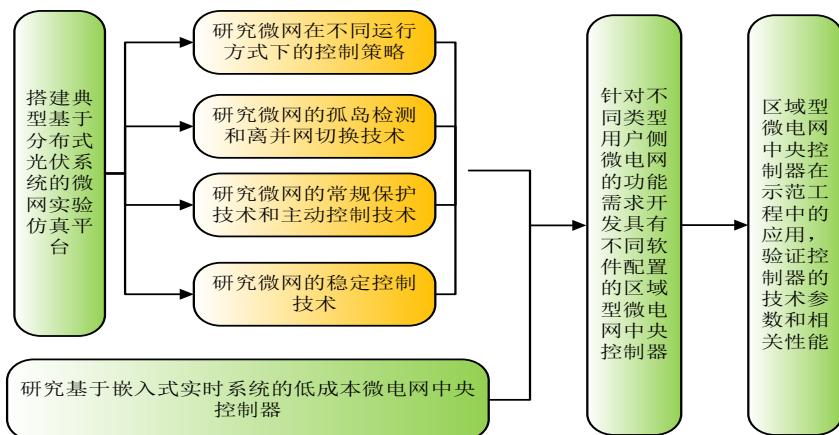 搭建典
型基于
分布式
光伏系
统的微
网实验
仿真平
台
研究微网在不同运行
方式下的控制策略
研究微网的孤岛检测
和离并网切换技术
研究微网的常规保护
技术和主动控制技术
研究微网的稳定控制
技术
研究基于嵌入式实时系统的低成本微电网中央
控制器
针对不
同类型
用户侧
微电网
的功能
需求开
发具有
不同软
件配置
的区域
型微电
网中央
控制器
区域型
微电网
中央控
制器在
示范工
程中的
应用，
验证控
制器的
技术参
数和相
关性能